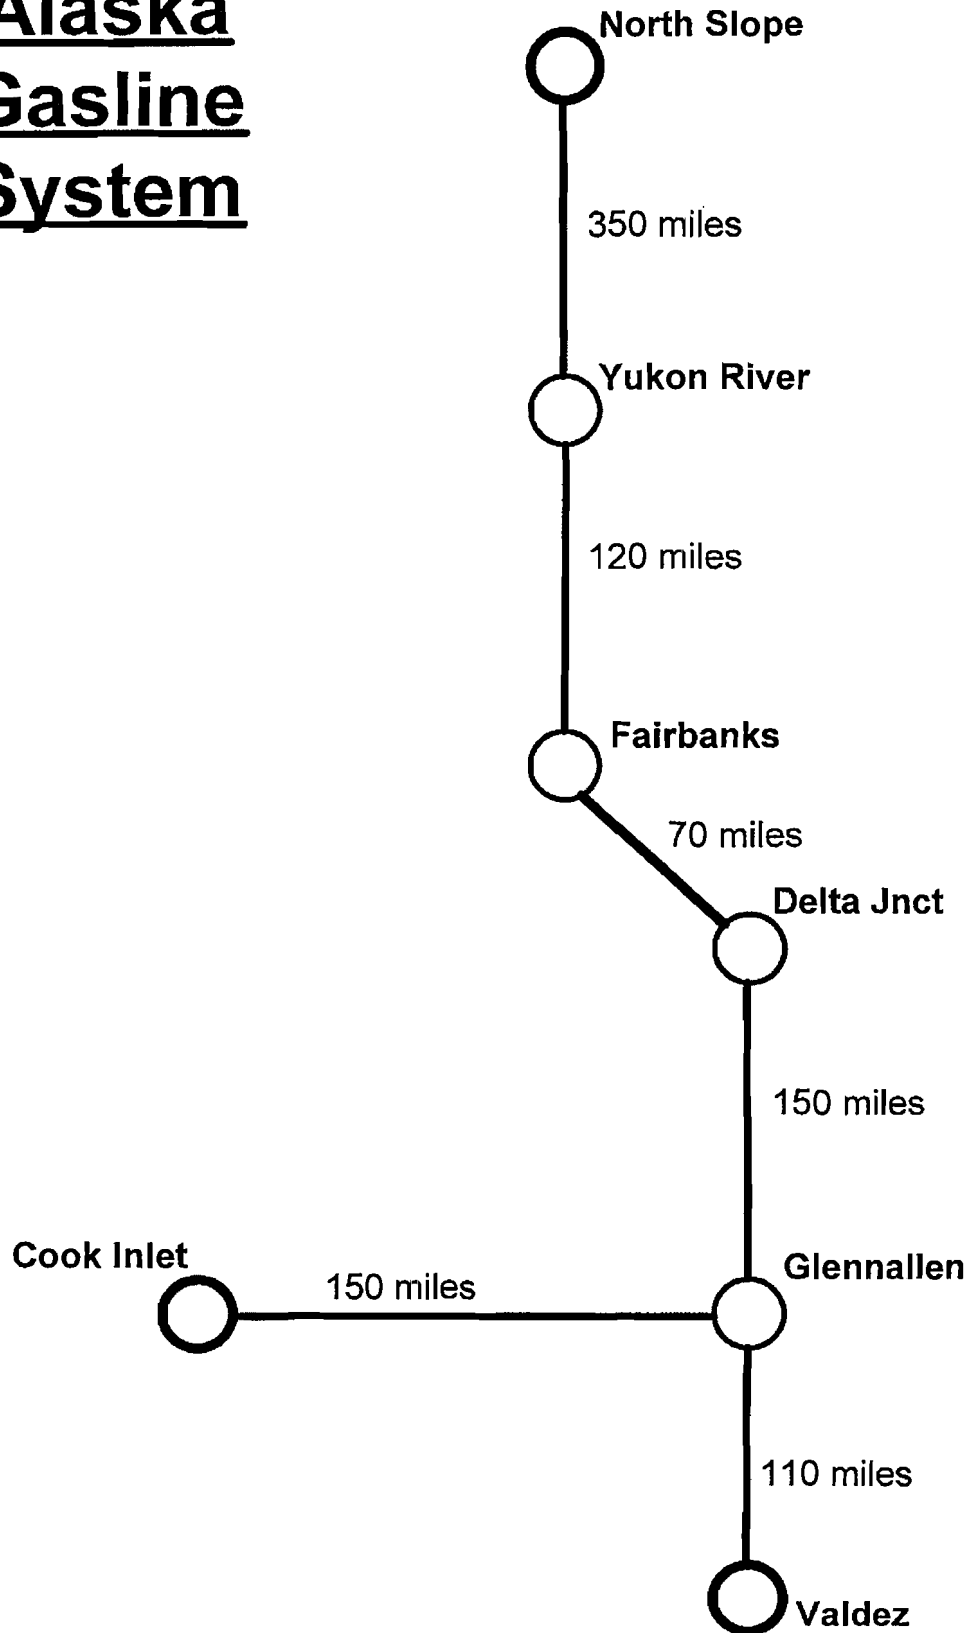 Alaska
Gasline
System
North Slope
350 miles
Yukon River
120 miles
Fairbanks
70 miles
Delta Jnct
150 miles
Cook Inlet
150 miles
Glennallen
110 miles
Valdez